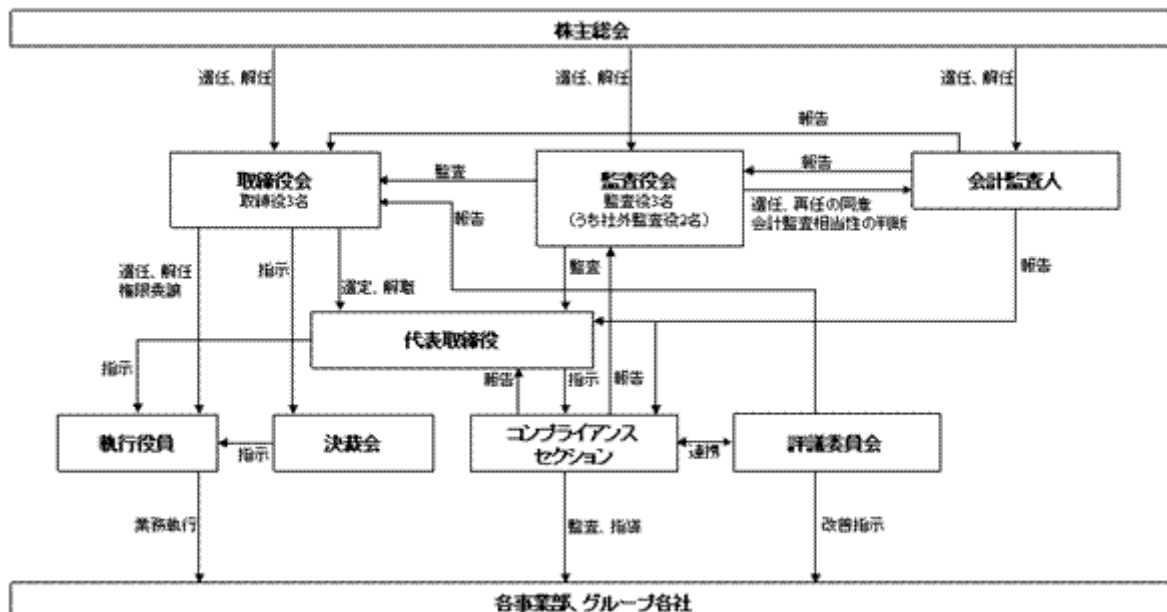 株主総会
選任、解任
選任、解任
選任、解任
報告
取締役会
取締役3名
監査
監査役会
監査役3名
(うち社外監査役2名)
報告
会計監査人
選任、再任の同意
会計監査相当性の判断
報告
選任、解任
権限委譲
指示
選定、解職
監査
報告
代表取締役
指示
報告
指示
報告
執行役員
指示
決裁会
コンプライアンス
セクション
連携
評議委員会
業務執行
監査、指導
改善指示
各事業部、グループ各社